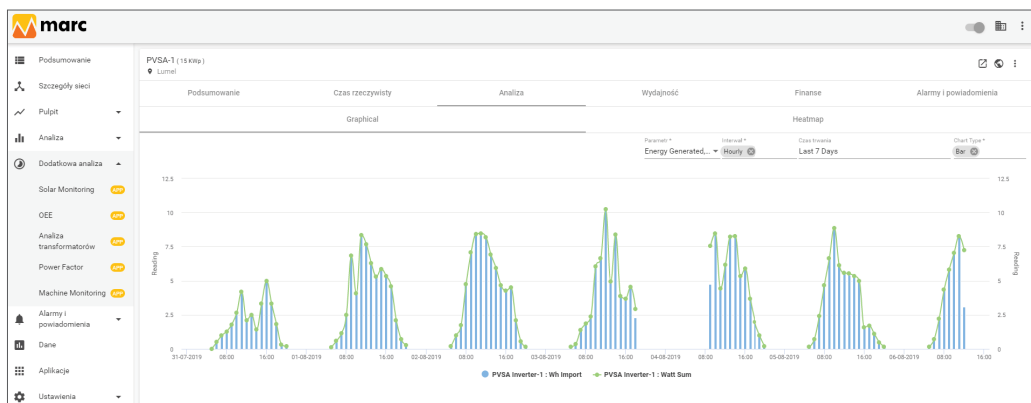 marc
Podsumowanie
Szczegóły sieci
Pulpit
Analiza
Dodatkowa analiza
Solar Monitoring APP
OEE APP
Analiza
transformatorów APP
Power Factor APP
Machine Monitoring APP
Alarmy i
powiadomienia
Dane
Aplikacje
Ustawienia
PVSA-1 ( 15 KWp )
Lumel
Podsumowanie Czas rzeczywisty Analiza Wydajność Finanse Alarmy i powiadomienia
Graphical Heatmap
Parametr * Interwał * Czas trwania Chart Type *
Energy Generated,... Hourly Last 7 Days Bar
12.5 12.5
10 10
7.5 7.5
Reading Reading
5 5
2.5 2.5
0 0
31-07-2019 08:00 16:00 01-08-2019 08:00 16:00 02-08-2019 08:00 16:00 03-08-2019 08:00 16:00 04-08-2019 08:00 16:00 05-08-2019 08:00 16:00 06-08-2019 08:00 16:00
PVSA Inverter-1 : Wh Import PVSA Inverter-1 : Watt Sum